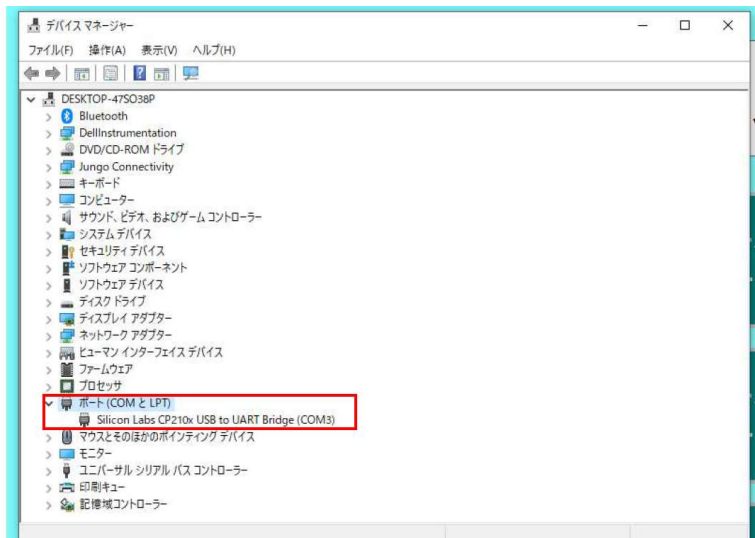 デバイス マネージャー
ファイル(F) 操作(A) 表示(V) ヘルプ(H)
DESKTOP-47SO38P
Bluetooth
DellInstrumentation
DVD/CD-ROM ドライブ
Jungo Connectivity
キーボード
コンピューター
サウンド、ビデオ、およびゲーム コントローラー
システム デバイス
セキュリティ デバイス
ソフトウェア コンポーネント
ソフトウェア デバイス
ディスク ドライブ
ディスプレイ アダプター
ネットワーク アダプター
ヒューマン インターフェイス デバイス
ファームウェア
プロセッサ
ポート (COM と LPT)
Silicon Labs CP210x USB to UART Bridge (COM3)
マウスとそのほかのポインティング デバイス
モニター
ユニバーサル シリアル バス コントローラー
印刷キュー
記憶域コントローラー